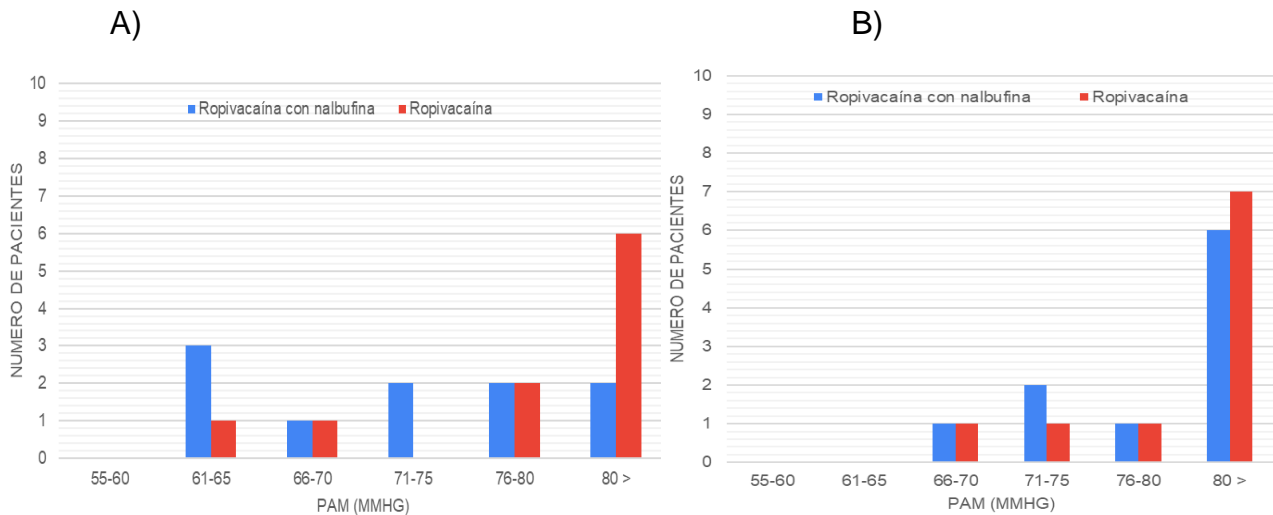 A)
10
9
8
7
6
5
4
3
2
1
0
NUMERO DE PACIENTES
Ropivacaína con nalbufina Ropivacaína
55-60 61-65 66-70 71-75 76-80 80 >
PAM (MMHG)
B)
10
9
8
7
6
5
4
3
2
1
0
NUMERO DE PACIENTES
Ropivacaína con nalbufina Ropivacaína
55-60 61-65 66-70 71-75 76-80 80 >
PAM (MMHG)